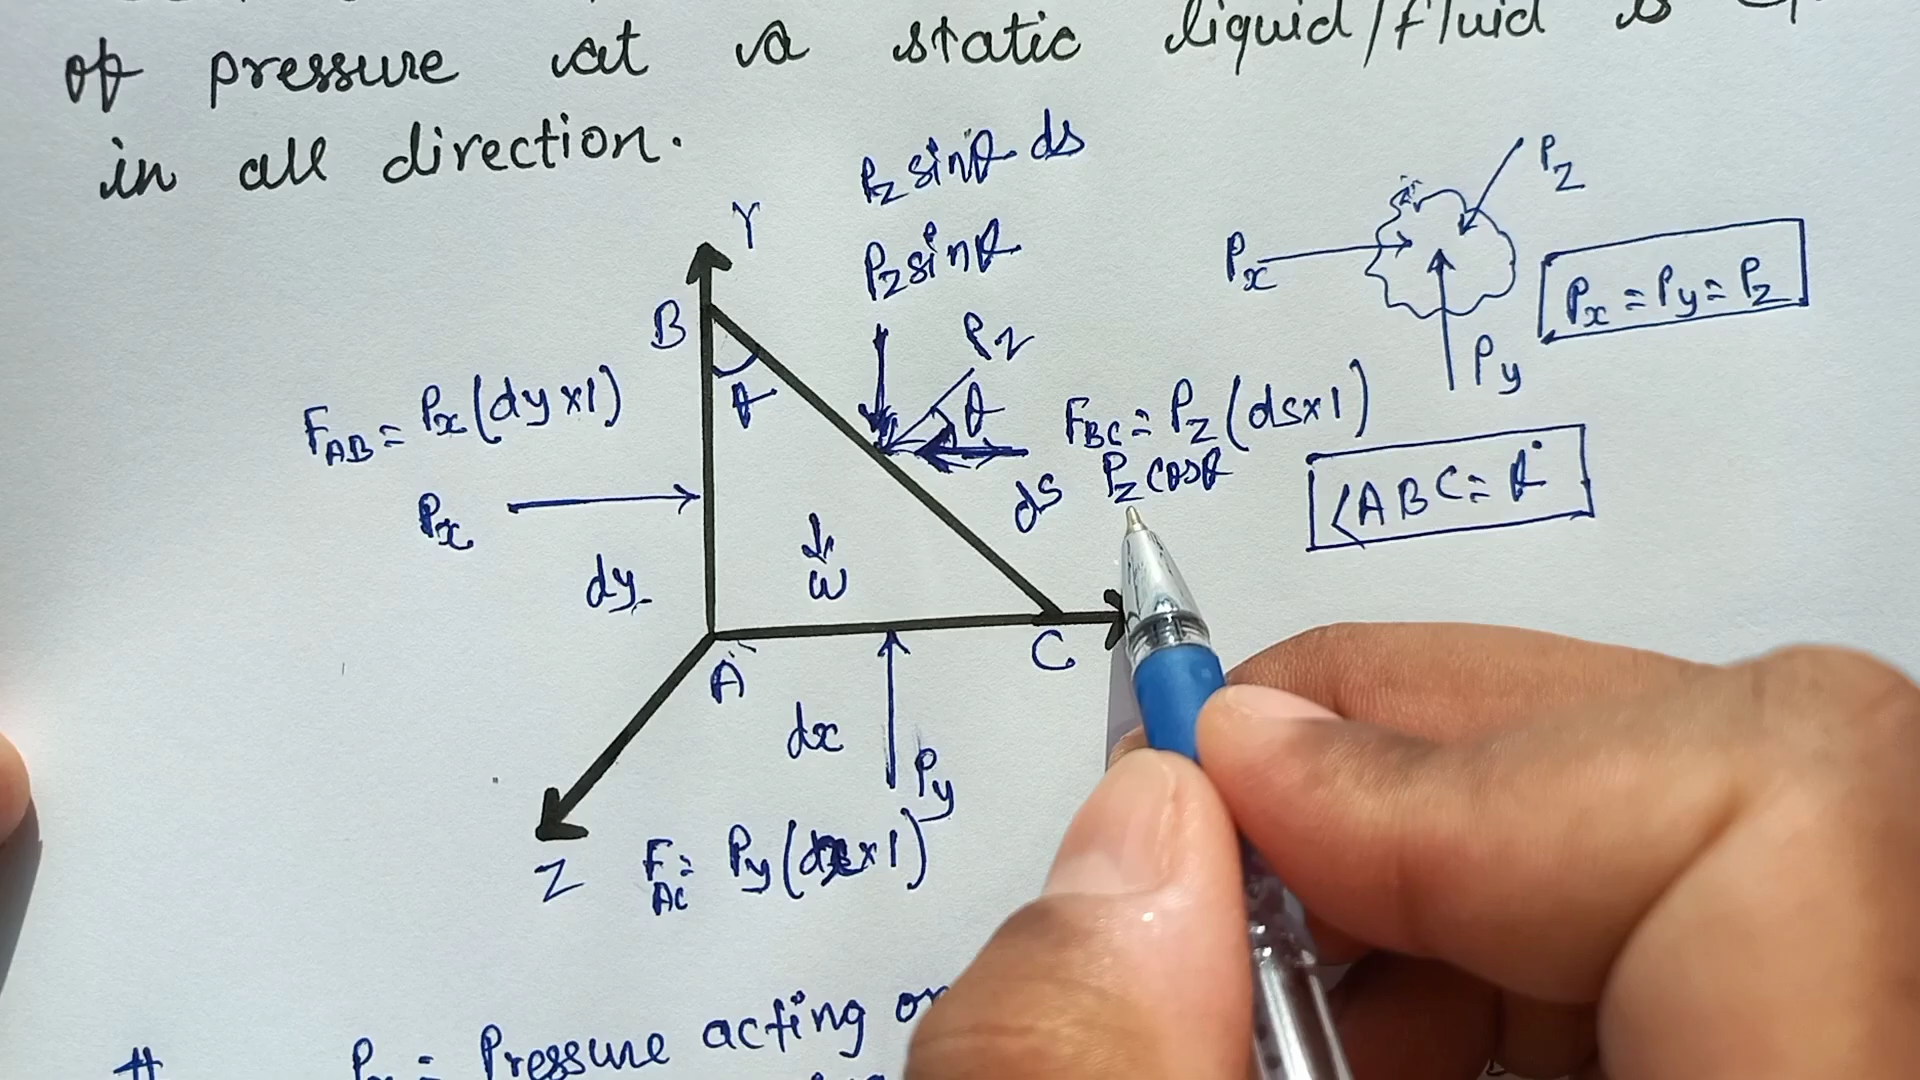 of pressure at a static liquid/fluid is
in all direction.
Pz sinθ ds
Pz sinθ
Y
B
θ
Pz
θ
FAB = Px (dy×1)
Px
dy
ω
FBC = Pz (ds×1)
Pz cosθ
ds
A
C
dx
Py
Z
FAC = Py (dx×1)
Px
Pz
Py
Px = Py = Pz
∠ABC = θ
# = Pressure acting on